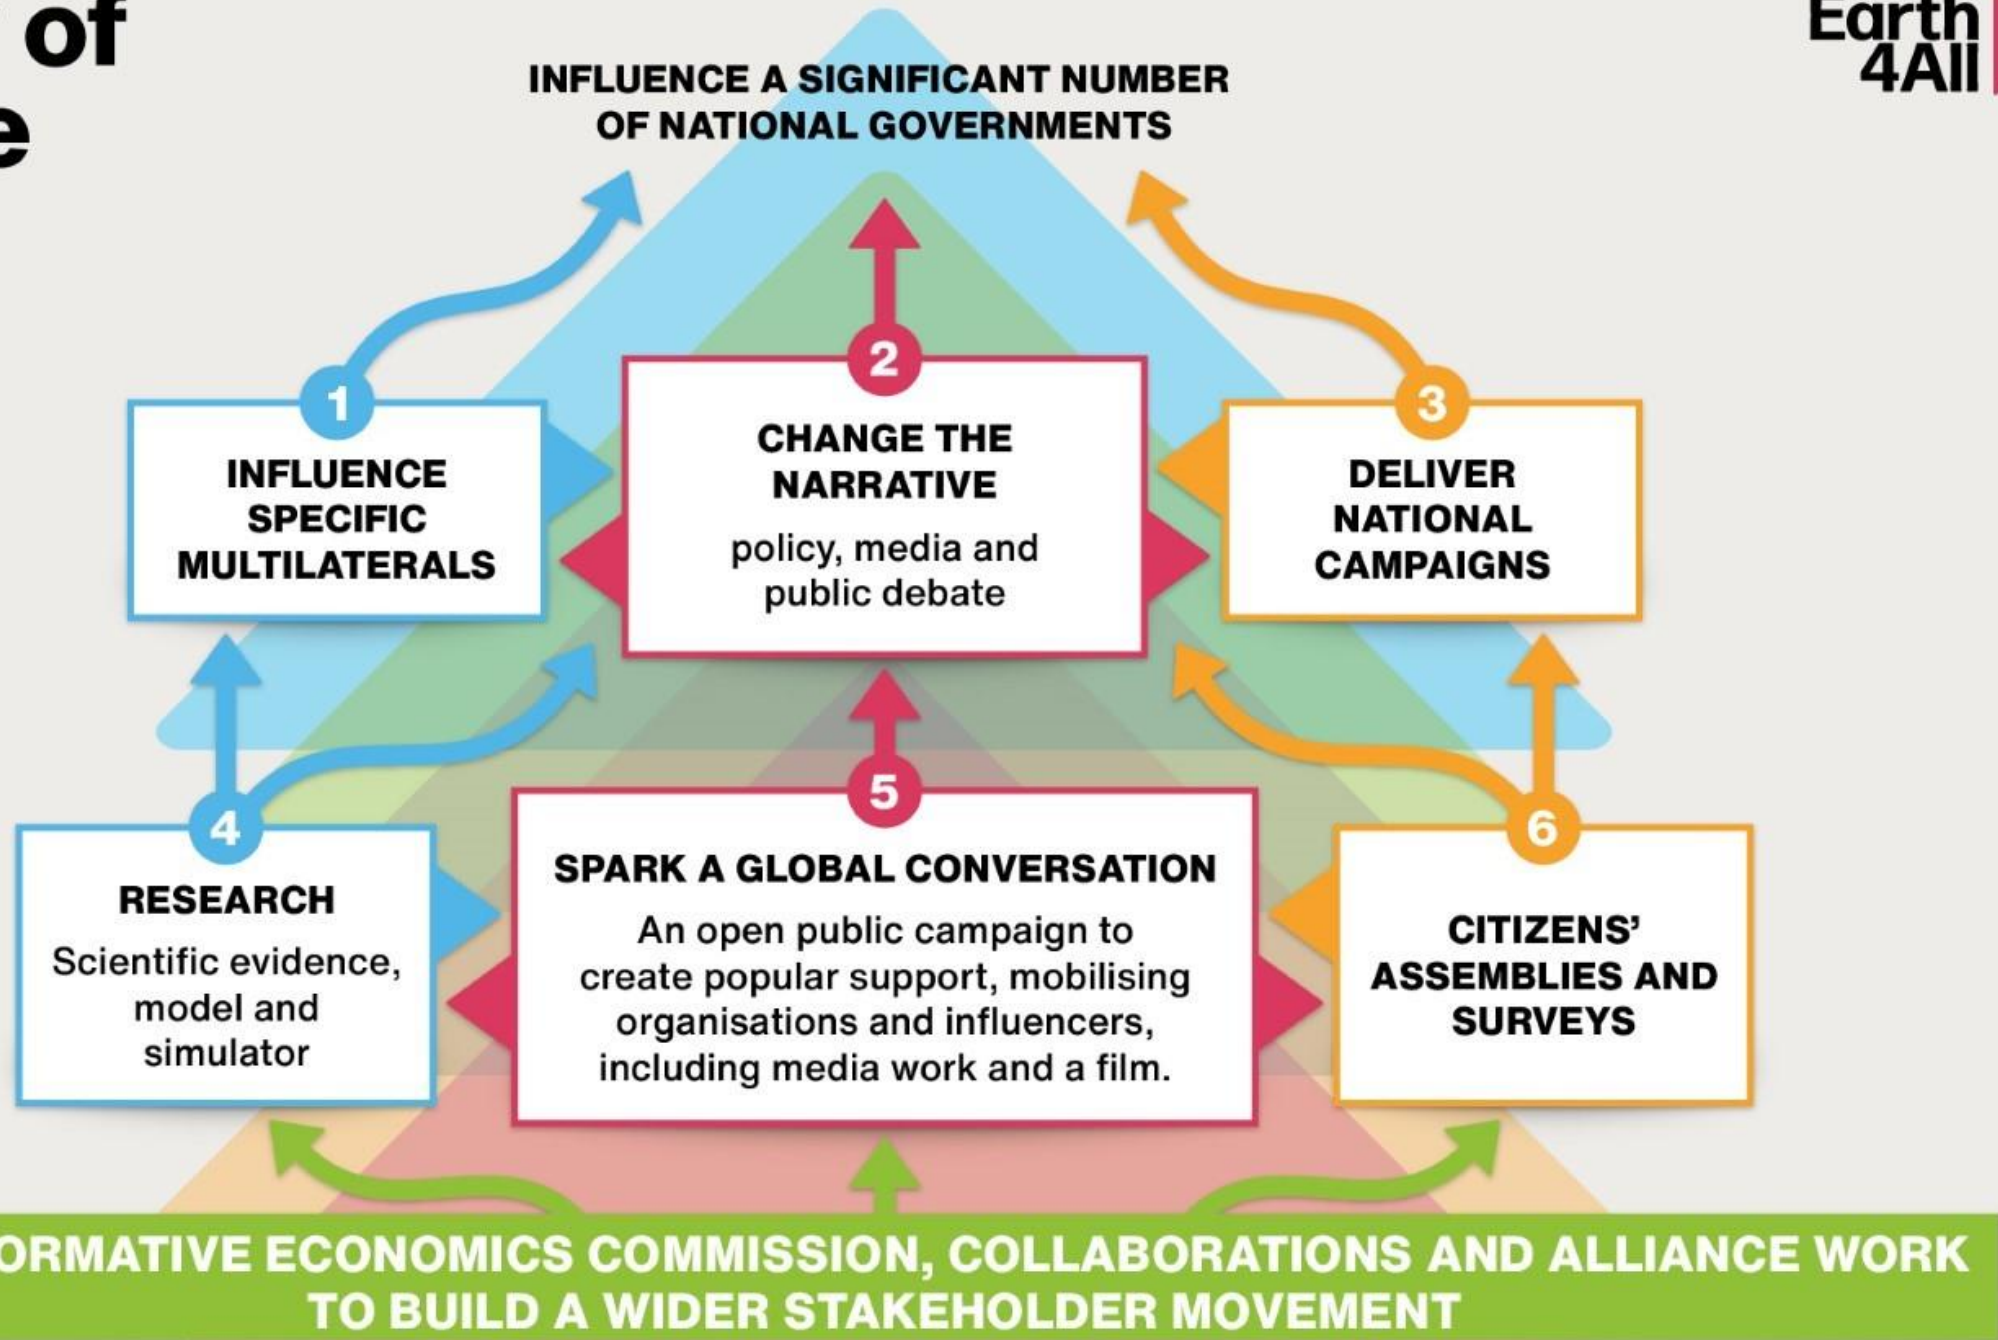 of
e
Earth
4All
INFLUENCE A SIGNIFICANT NUMBER
OF NATIONAL GOVERNMENTS
1
INFLUENCE
SPECIFIC
MULTILATERALS
2
CHANGE THE
NARRATIVE
policy, media and
public debate
3
DELIVER
NATIONAL
CAMPAIGNS
4
RESEARCH
Scientific evidence,
model and
simulator
5
SPARK A GLOBAL CONVERSATION
An open public campaign to
create popular support, mobilising
organisations and influencers,
including media work and a film.
6
CITIZENS’
ASSEMBLIES AND
SURVEYS
ORMATIVE ECONOMICS COMMISSION, COLLABORATIONS AND ALLIANCE WORK
TO BUILD A WIDER STAKEHOLDER MOVEMENT